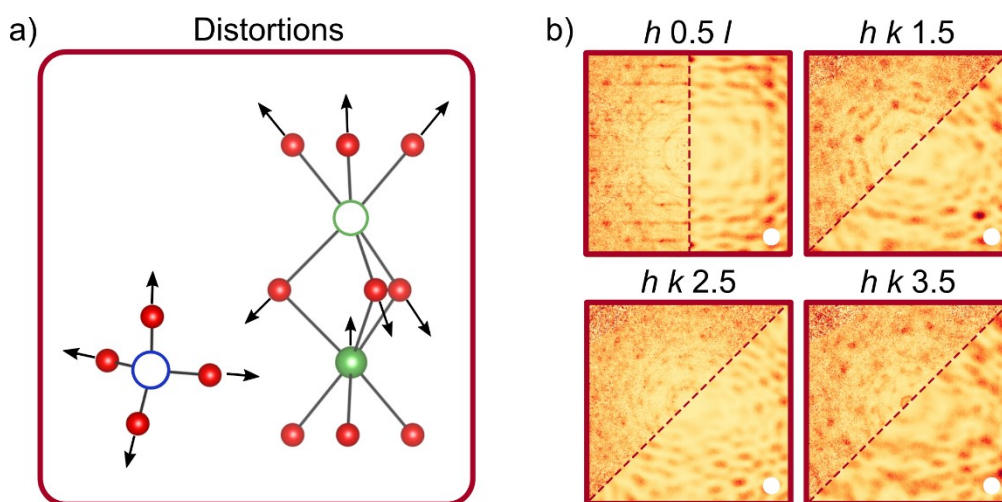 a)
Distortions
b)
h 0.5 l
h k 1.5
h k 2.5
h k 3.5